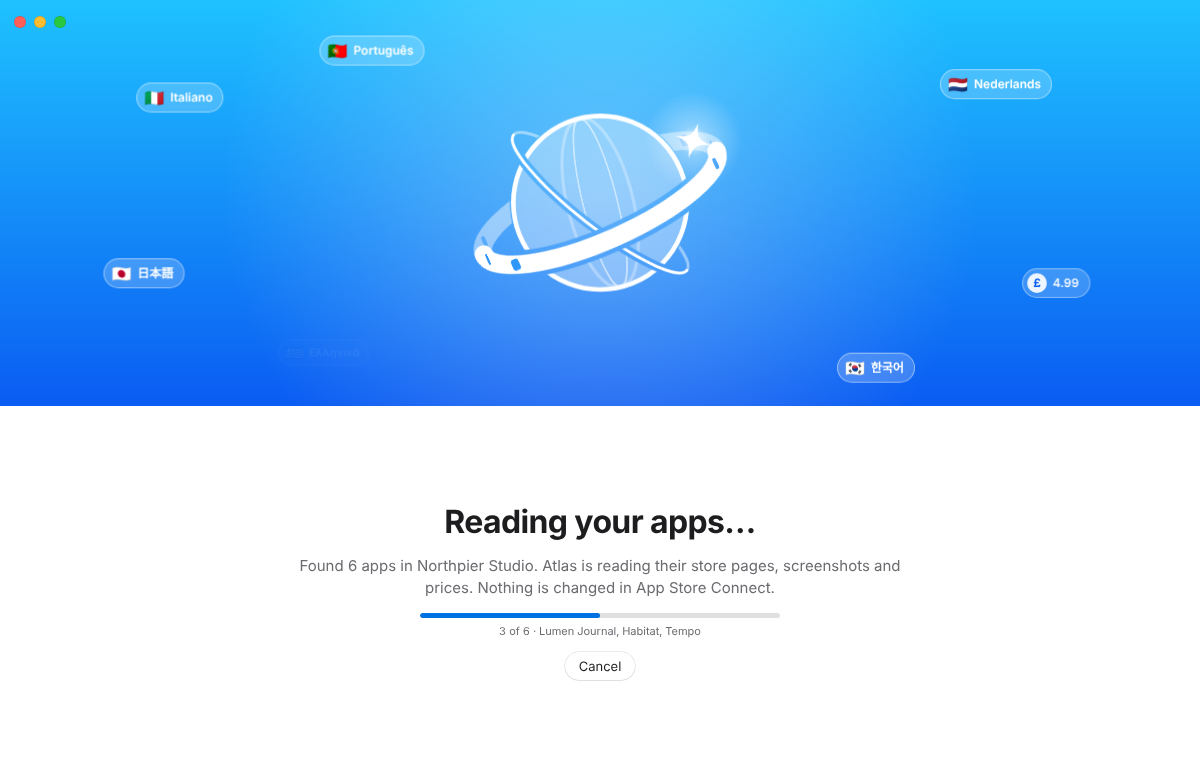 Português
Italiano
Nederlands
日本語
£ 4.99
Ελληνικά
한국어
Reading your apps...
Found 6 apps in Northpier Studio. Atlas is reading their store pages, screenshots and
prices. Nothing is changed in App Store Connect.
3 of 6 · Lumen Journal, Habitat, Tempo
Cancel